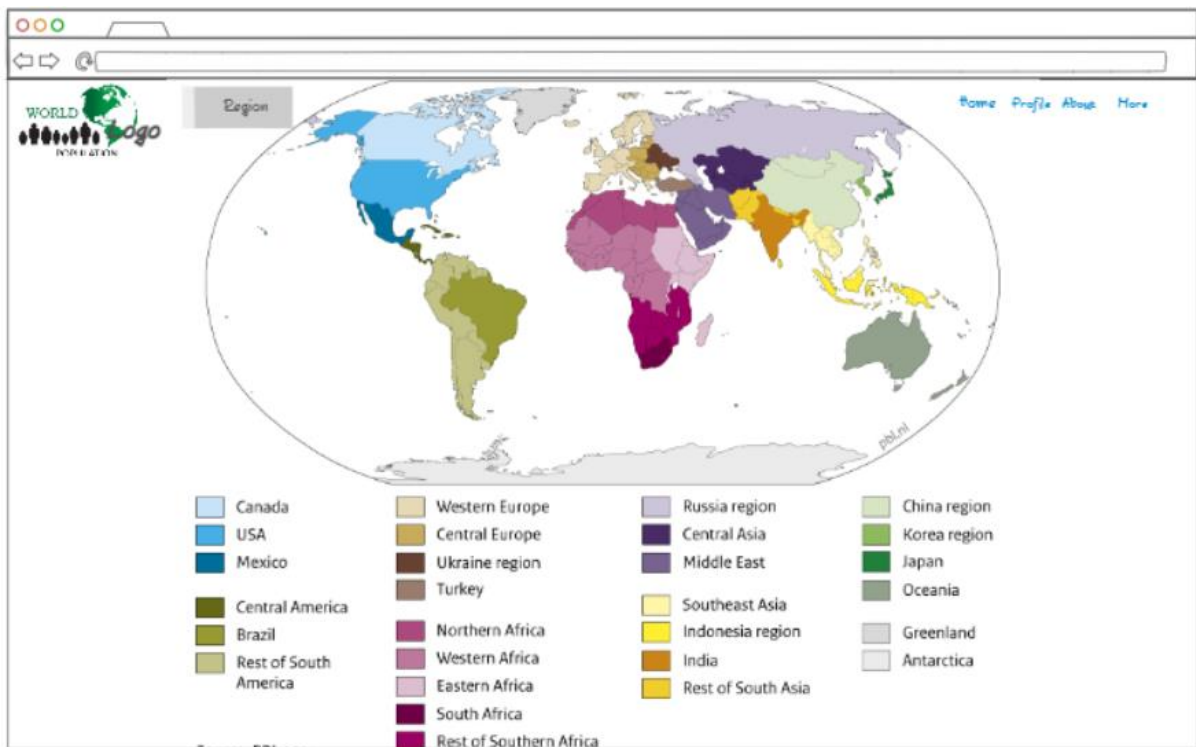 WORLD
Logo
POPULATION
Region
Home Profile About More
pbl.nl
Canada
USA
Mexico
Central America
Brazil
Rest of South
America
Western Europe
Central Europe
Ukraine region
Turkey
Northern Africa
Western Africa
Eastern Africa
South Africa
Rest of Southern Africa
Russia region
Central Asia
Middle East
Southeast Asia
Indonesia region
India
Rest of South Asia
China region
Korea region
Japan
Oceania
Greenland
Antarctica